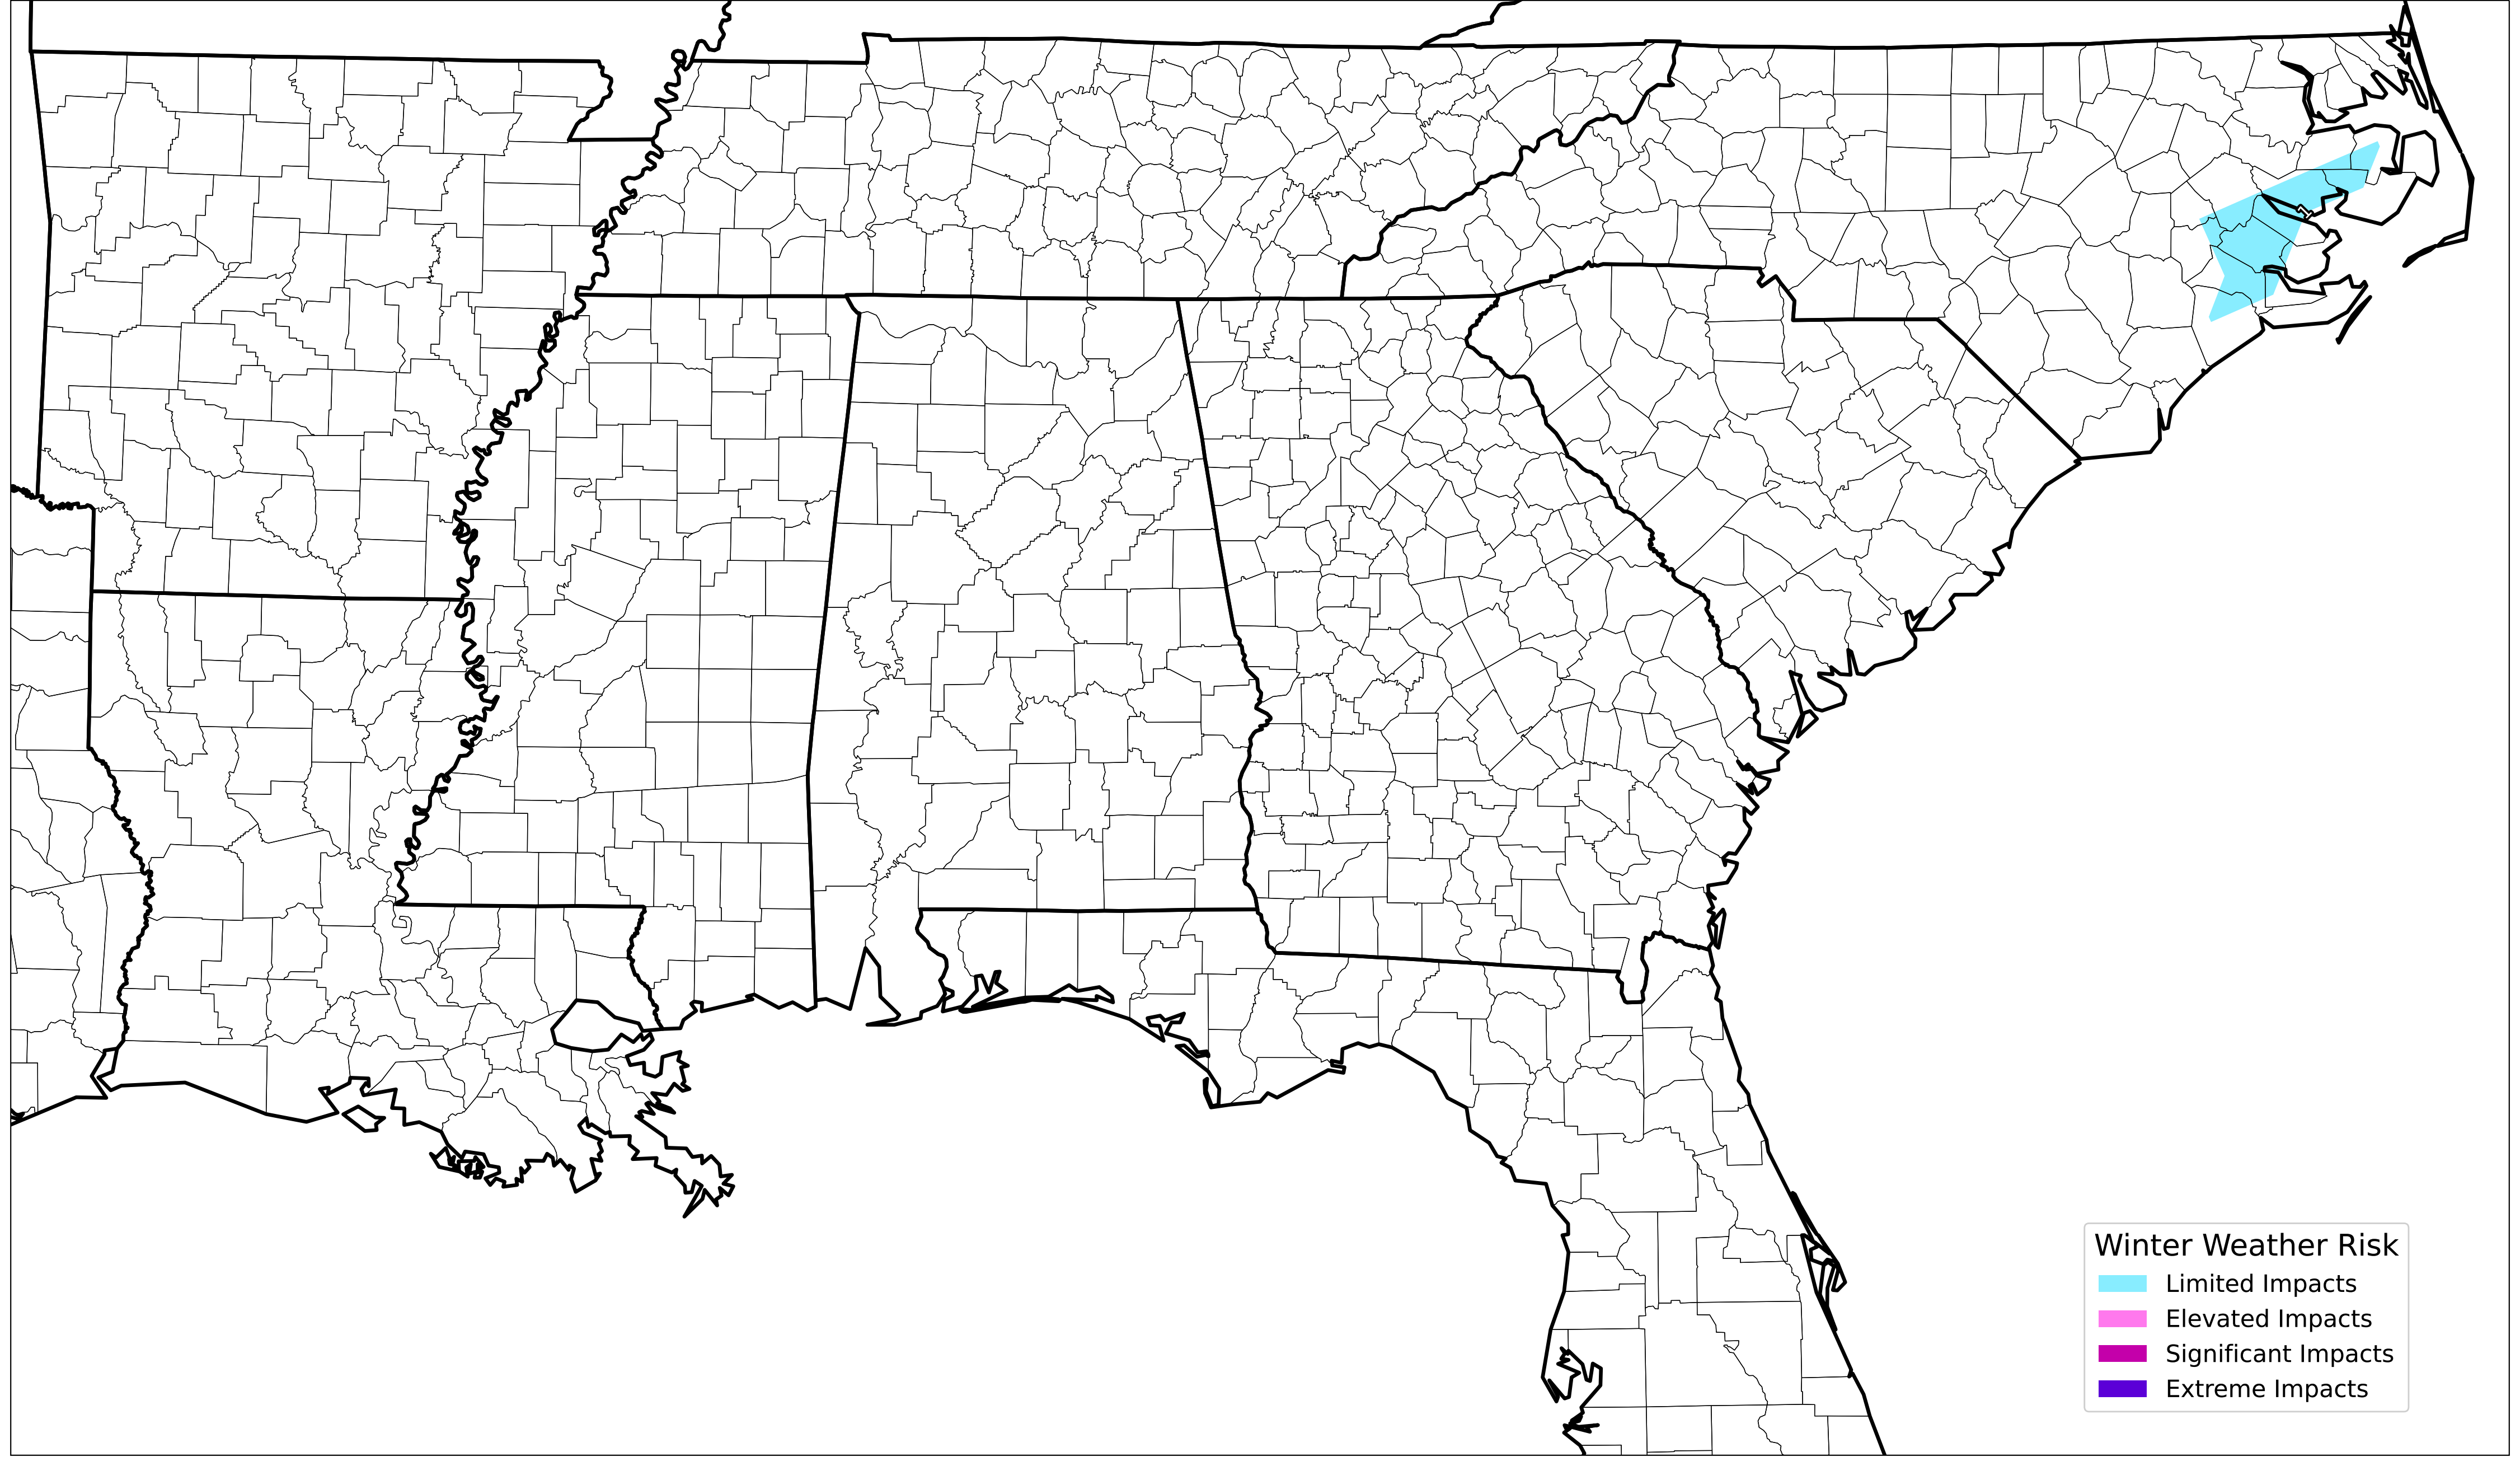 Winter Weather Risk
Limited Impacts
Elevated Impacts
Significant Impacts
Extreme Impacts